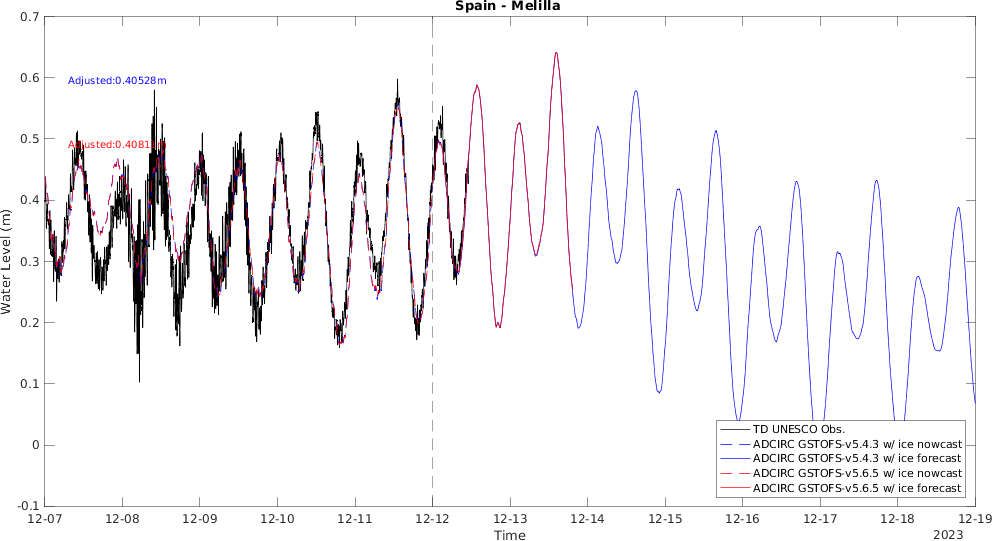 Spain - Melilla
0.7
0.6
0.5
0.4
0.3
0.2
0.1
0
-0.1
Water Level (m)
Adjusted:0.40528m
Adjusted:0.4081
12-07
12-08
12-09
12-10
12-11
12-12
12-13
12-14
12-15
12-16
12-17
12-18
12-19
Time
2023
TD UNESCO Obs.
ADCIRC GSTOFS-v5.4.3 w/ ice nowcast
ADCIRC GSTOFS-v5.4.3 w/ ice forecast
ADCIRC GSTOFS-v5.6.5 w/ ice nowcast
ADCIRC GSTOFS-v5.6.5 w/ ice forecast